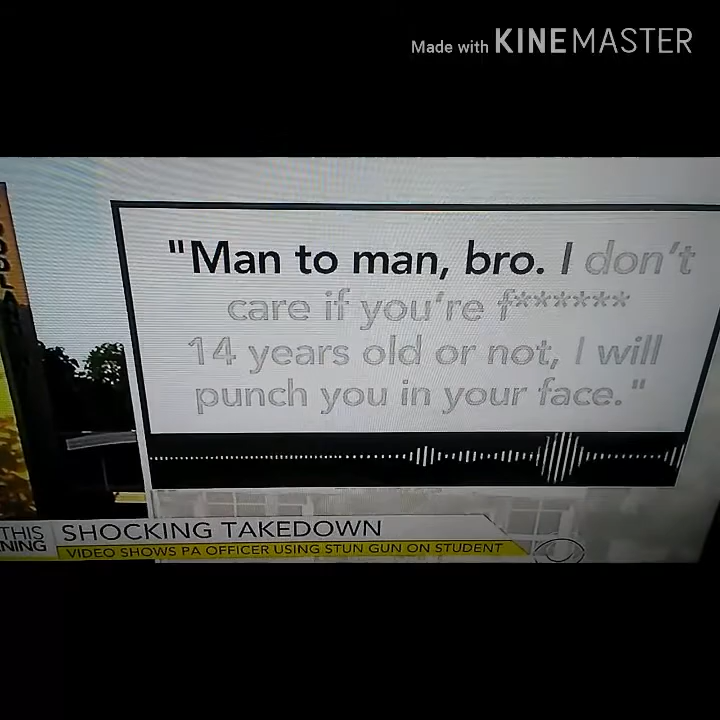 Made with KINEMASTER
"Man to man, bro. I don't
care if you're f******
14 years old or not, I will
punch you in your face."
THIS
NING
SHOCKING TAKEDOWN
VIDEO SHOWS PA OFFICER USING STUN GUN ON STUDENT